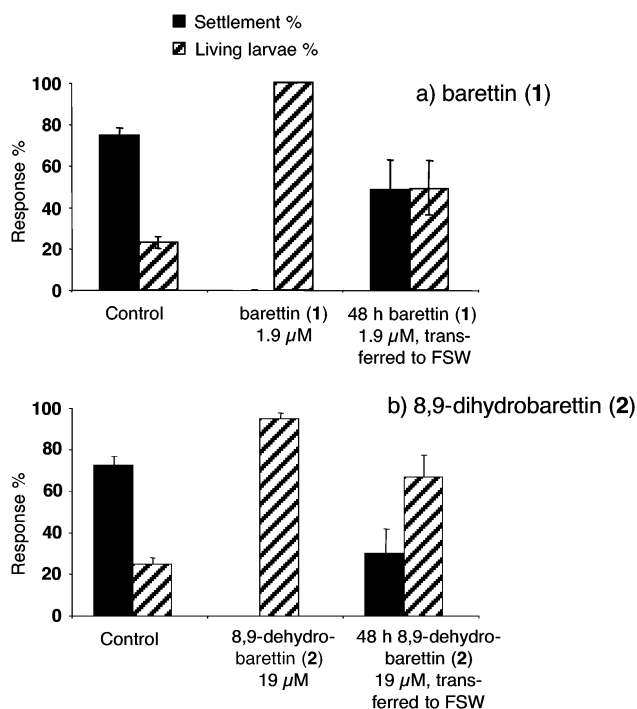 Settlement %
Living larvae %
a) barettin (1)
100
80
60
40
20
0
Response %
Control
barettin (1)
1.9 µM
48 h barettin (1)
1.9 µM, trans-
ferred to FSW
b) 8,9-dihydrobarettin (2)
100
80
60
40
20
0
Response %
Control
8,9-dehydro-
barettin (2)
19 µM
48 h 8,9-dehydro-
barettin (2)
19 µM, trans-
ferred to FSW